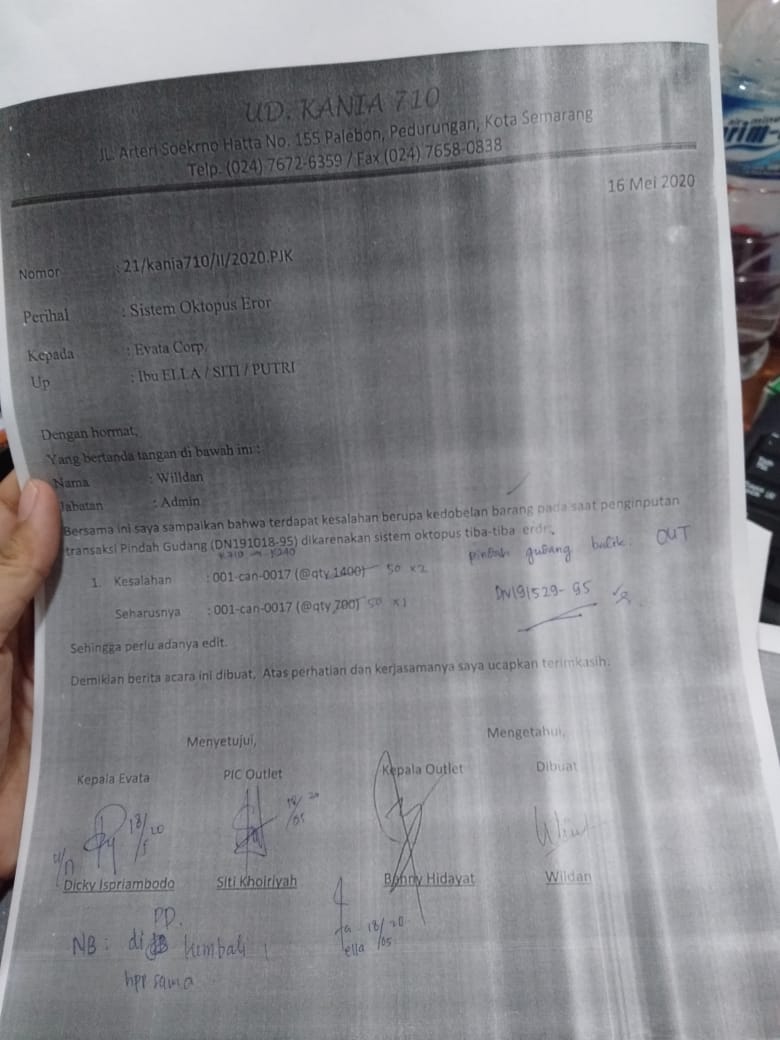 UD. KANIA 710
JL. Arteri Soekrno Hatta No. 155 Palebon, Pedurungan, Kota Semarang
Telp. (024) 7672-6359 / Fax (024) 7658-0838
16 Mei 2020
Nomor : 21/kania710/II/2020.PJK
Perihal : Sistem Oktopus Eror
Kepada : Evata Corp.
Up : Ibu ELLA / SITI / PUTRI
Dengan hormat,
Yang bertanda tangan di bawah ini :
Nama : Willdan
Jabatan : Admin
Bersama ini saya sampaikan bahwa terdapat kesalahan berupa kedobelan barang pada saat penginputan
transaksi Pindah Gudang (DN191018-95) dikarenakan sistem oktopus tiba-tiba erdr.
1. Kesalahan : 001-can-0017 (@qty 1400) 50 x2
pindah gudang balik. OUT
Seharusnya : 001-can-0017 (@qty 700) 50 x1
DN191529-95
Sehingga perlu adanya edit.
Demikian berita acara ini dibuat, Atas perhatian dan kerjasamanya saya ucapkan terimkasih.
Menyetujui, Mengetahui,
Kepala Evata PIC Outlet Kepala Outlet Dibuat
18/5 20 18/05 20
Dicky Ispriambodo Siti Khoiriyah Bonny Hidayat Wildan
ella 18/05 20
PD.
NB : di kembali
hpp sama